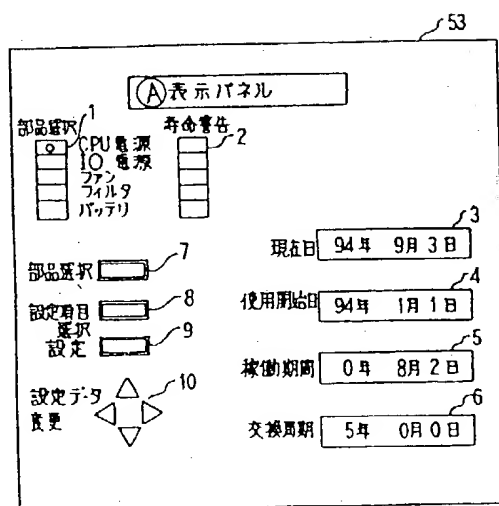 53
Ⓐ表示パネル
部品選択 1
寿命警告
CPU電源 2
IO電源
ファン
フィルタ
バッテリ
3
現在日 94年 9月3日
7
部品選択
4
使用開始日 94年 1月1日
8
設定項目
選択
9
設定
5
稼働期間 0年 8月2日
10
設定データ
変更
6
交換周期 5年 0月0日